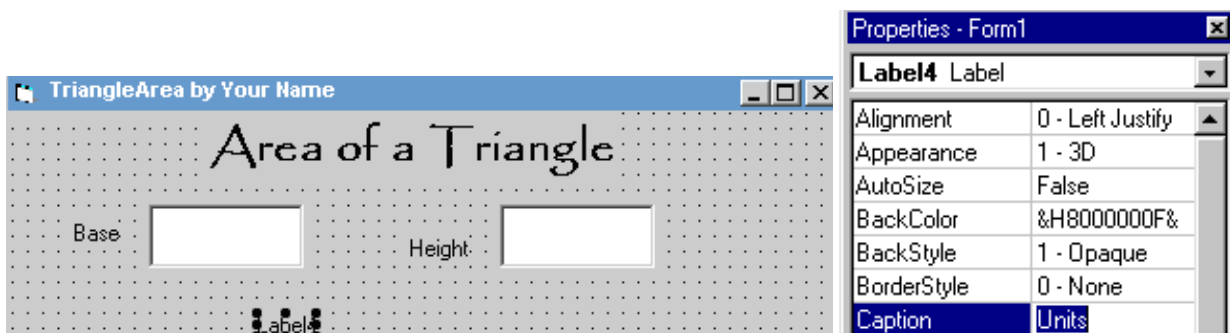 TriangleArea by Your Name
Area of a Triangle
Base
Height
Label4
Properties - Form1
Label4 Label
Alignment 0 - Left Justify
Appearance 1 - 3D
AutoSize False
BackColor &H8000000F&
BackStyle 1 - Opaque
BorderStyle 0 - None
Caption Units